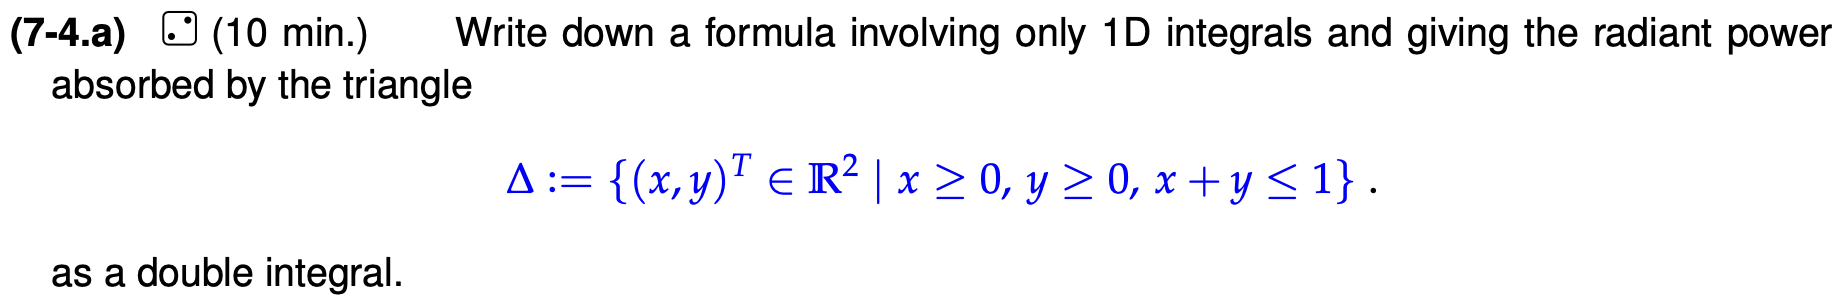 (7-4.a) ⚁ (10 min.) Write down a formula involving only 1D integrals and giving the radiant power
absorbed by the triangle
Δ := {(x, y)ᵀ ∈ ℝ² | x ≥ 0, y ≥ 0, x + y ≤ 1} .
as a double integral.